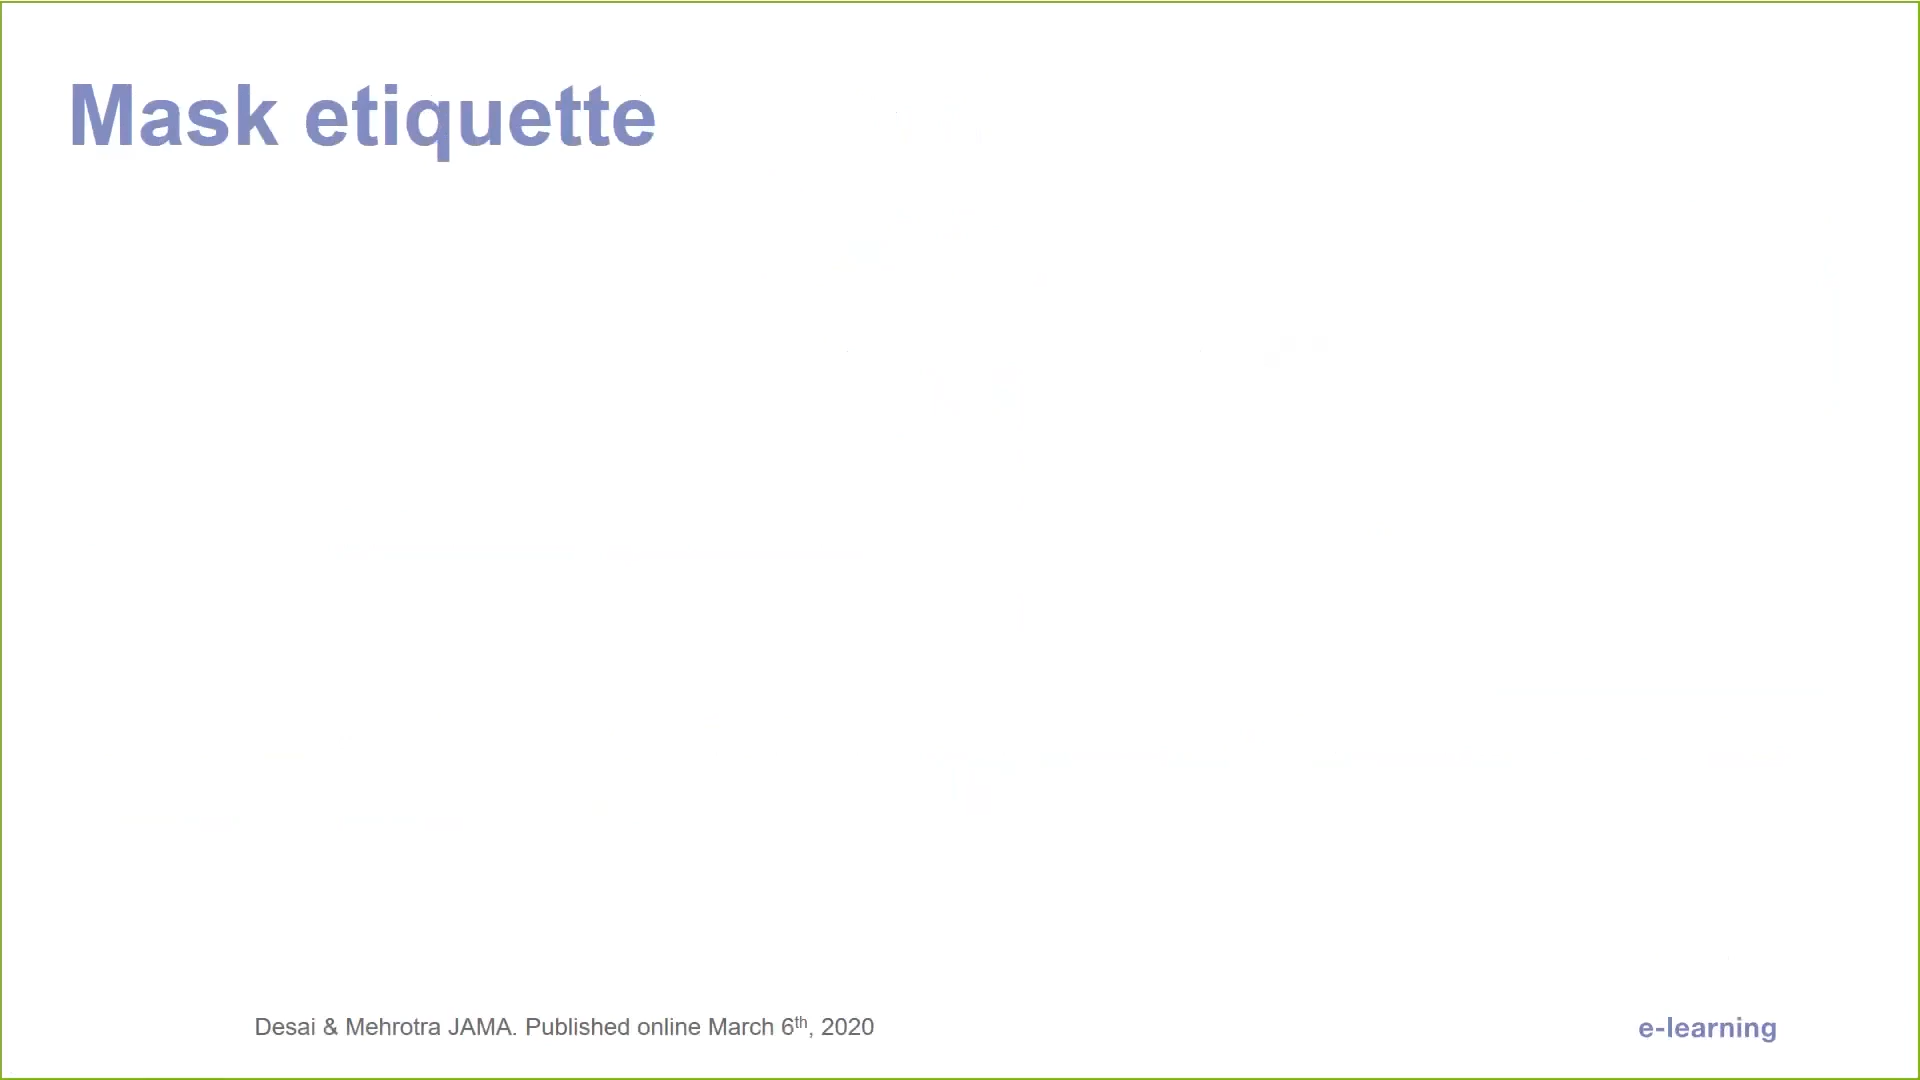 Mask etiquette
Desai & Mehrotra JAMA. Published online March 6th, 2020
e-learning